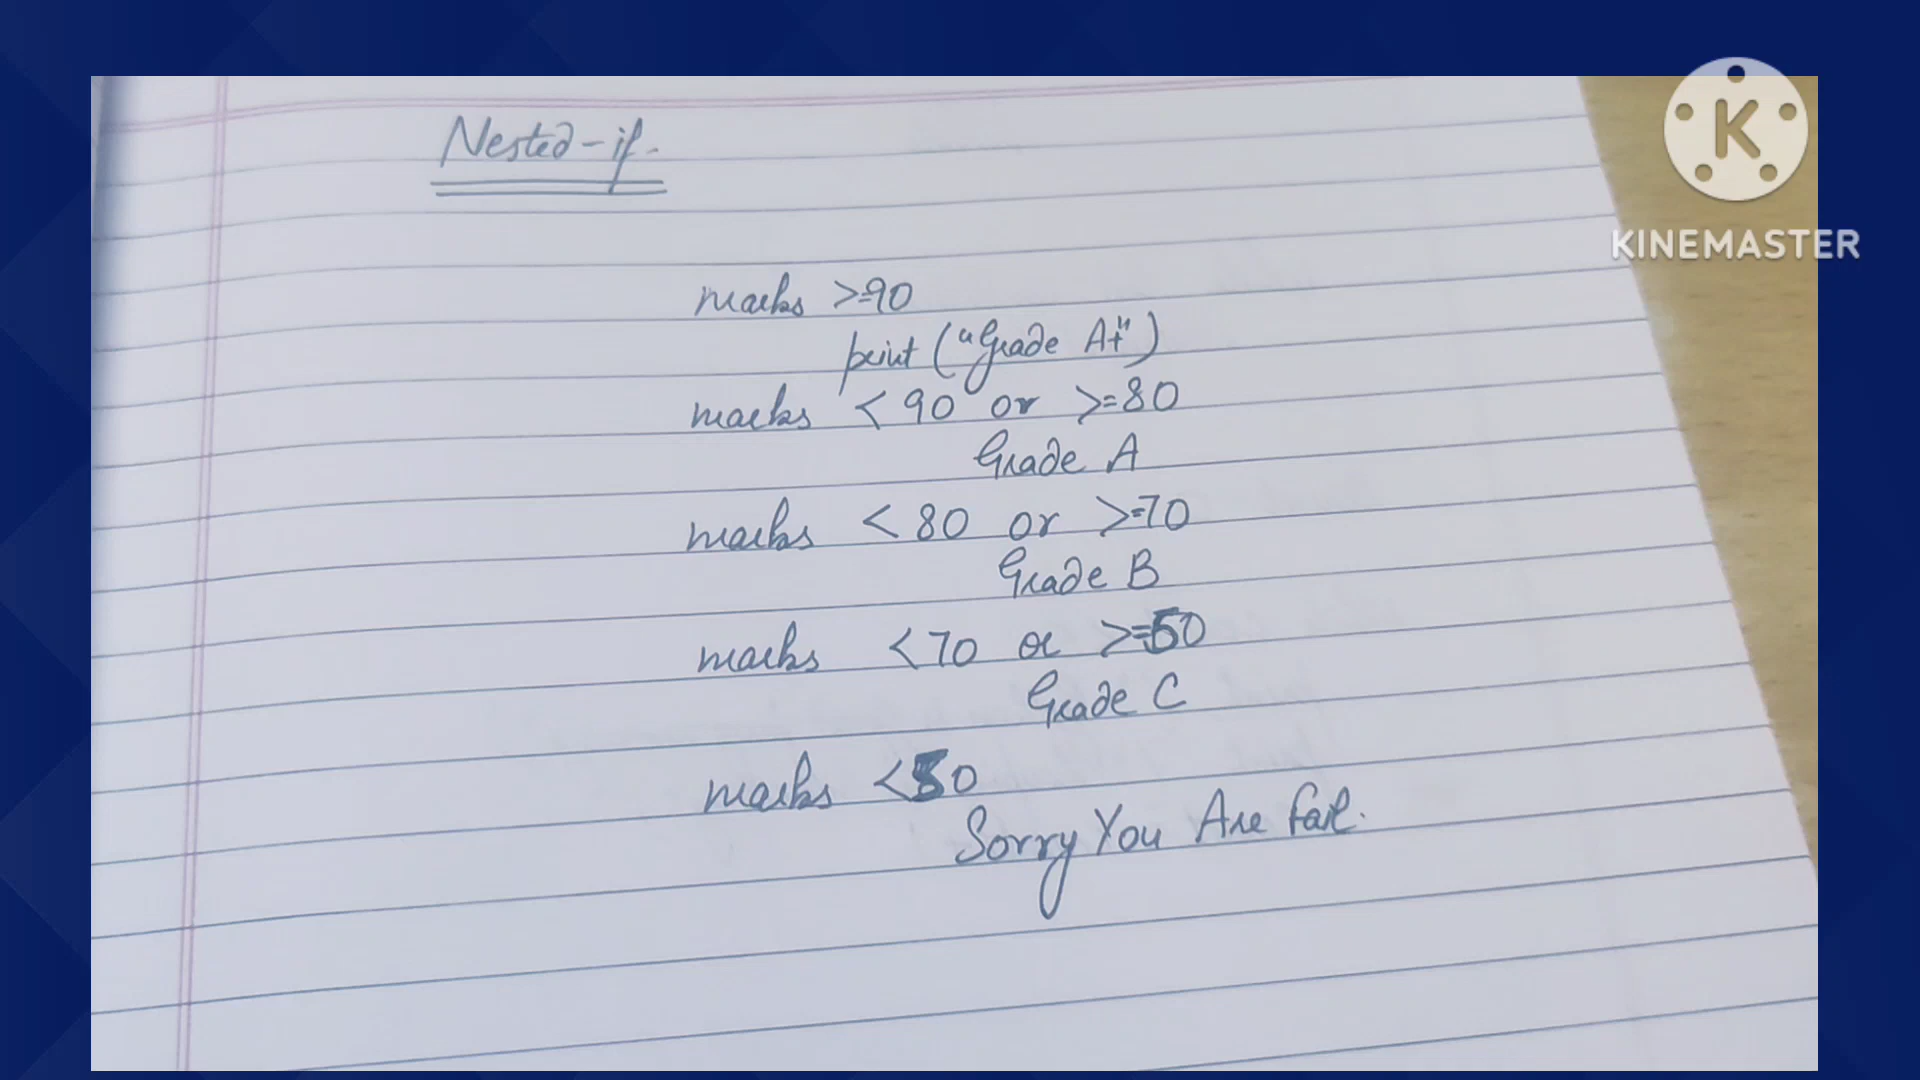 Nested-if.
K
KINEMASTER
marks >=90
print ("Grade A+")
marks < 90 or >=80
Grade A
marks < 80 or >=70
Grade B
marks <70 or >=50
Grade C
marks <50
Sorry You Are Fail.